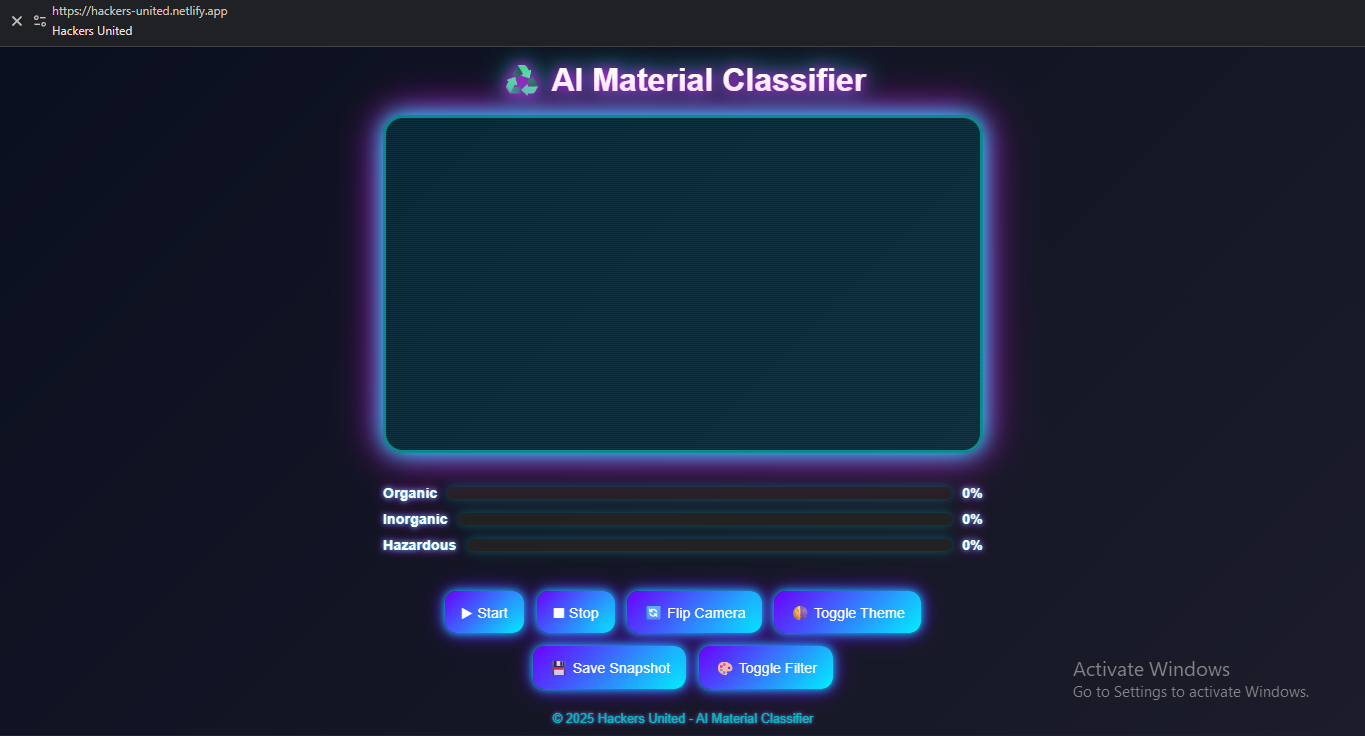 https://hackers-united.netlify.app
Hackers United
AI Material Classifier
Organic 0%
Inorganic 0%
Hazardous 0%
Start Stop Flip Camera Toggle Theme
Save Snapshot Toggle Filter
Activate Windows
Go to Settings to activate Windows.
© 2025 Hackers United - AI Material Classifier